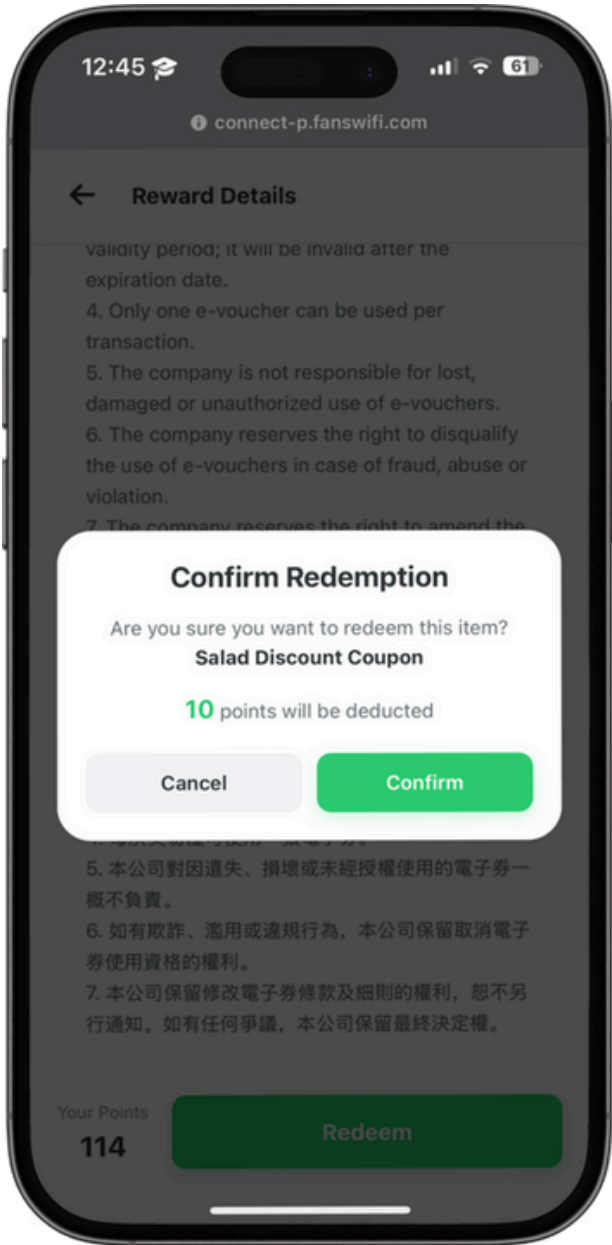 12:45
61
connect-p.fanswifi.com
Reward Details
validity period; it will be invalid after the
expiration date.
4. Only one e-voucher can be used per
transaction.
5. The company is not responsible for lost,
damaged or unauthorized use of e-vouchers.
6. The company reserves the right to disqualify
the use of e-vouchers in case of fraud, abuse or
violation.
7. The company reserves the right to amend the
Confirm Redemption
Are you sure you want to redeem this item?
Salad Discount Coupon
10 points will be deducted
Cancel
Confirm
5. 本公司對因遺失、損壞或未經授權使用的電子券一
概不負責。
6. 如有欺詐、濫用或違規行為，本公司保留取消電子
券使用資格的權利。
7. 本公司保留修改電子券條款及細則的權利，恕不另
行通知。如有任何爭議，本公司保留最終決定權。
Your Points
114
Redeem